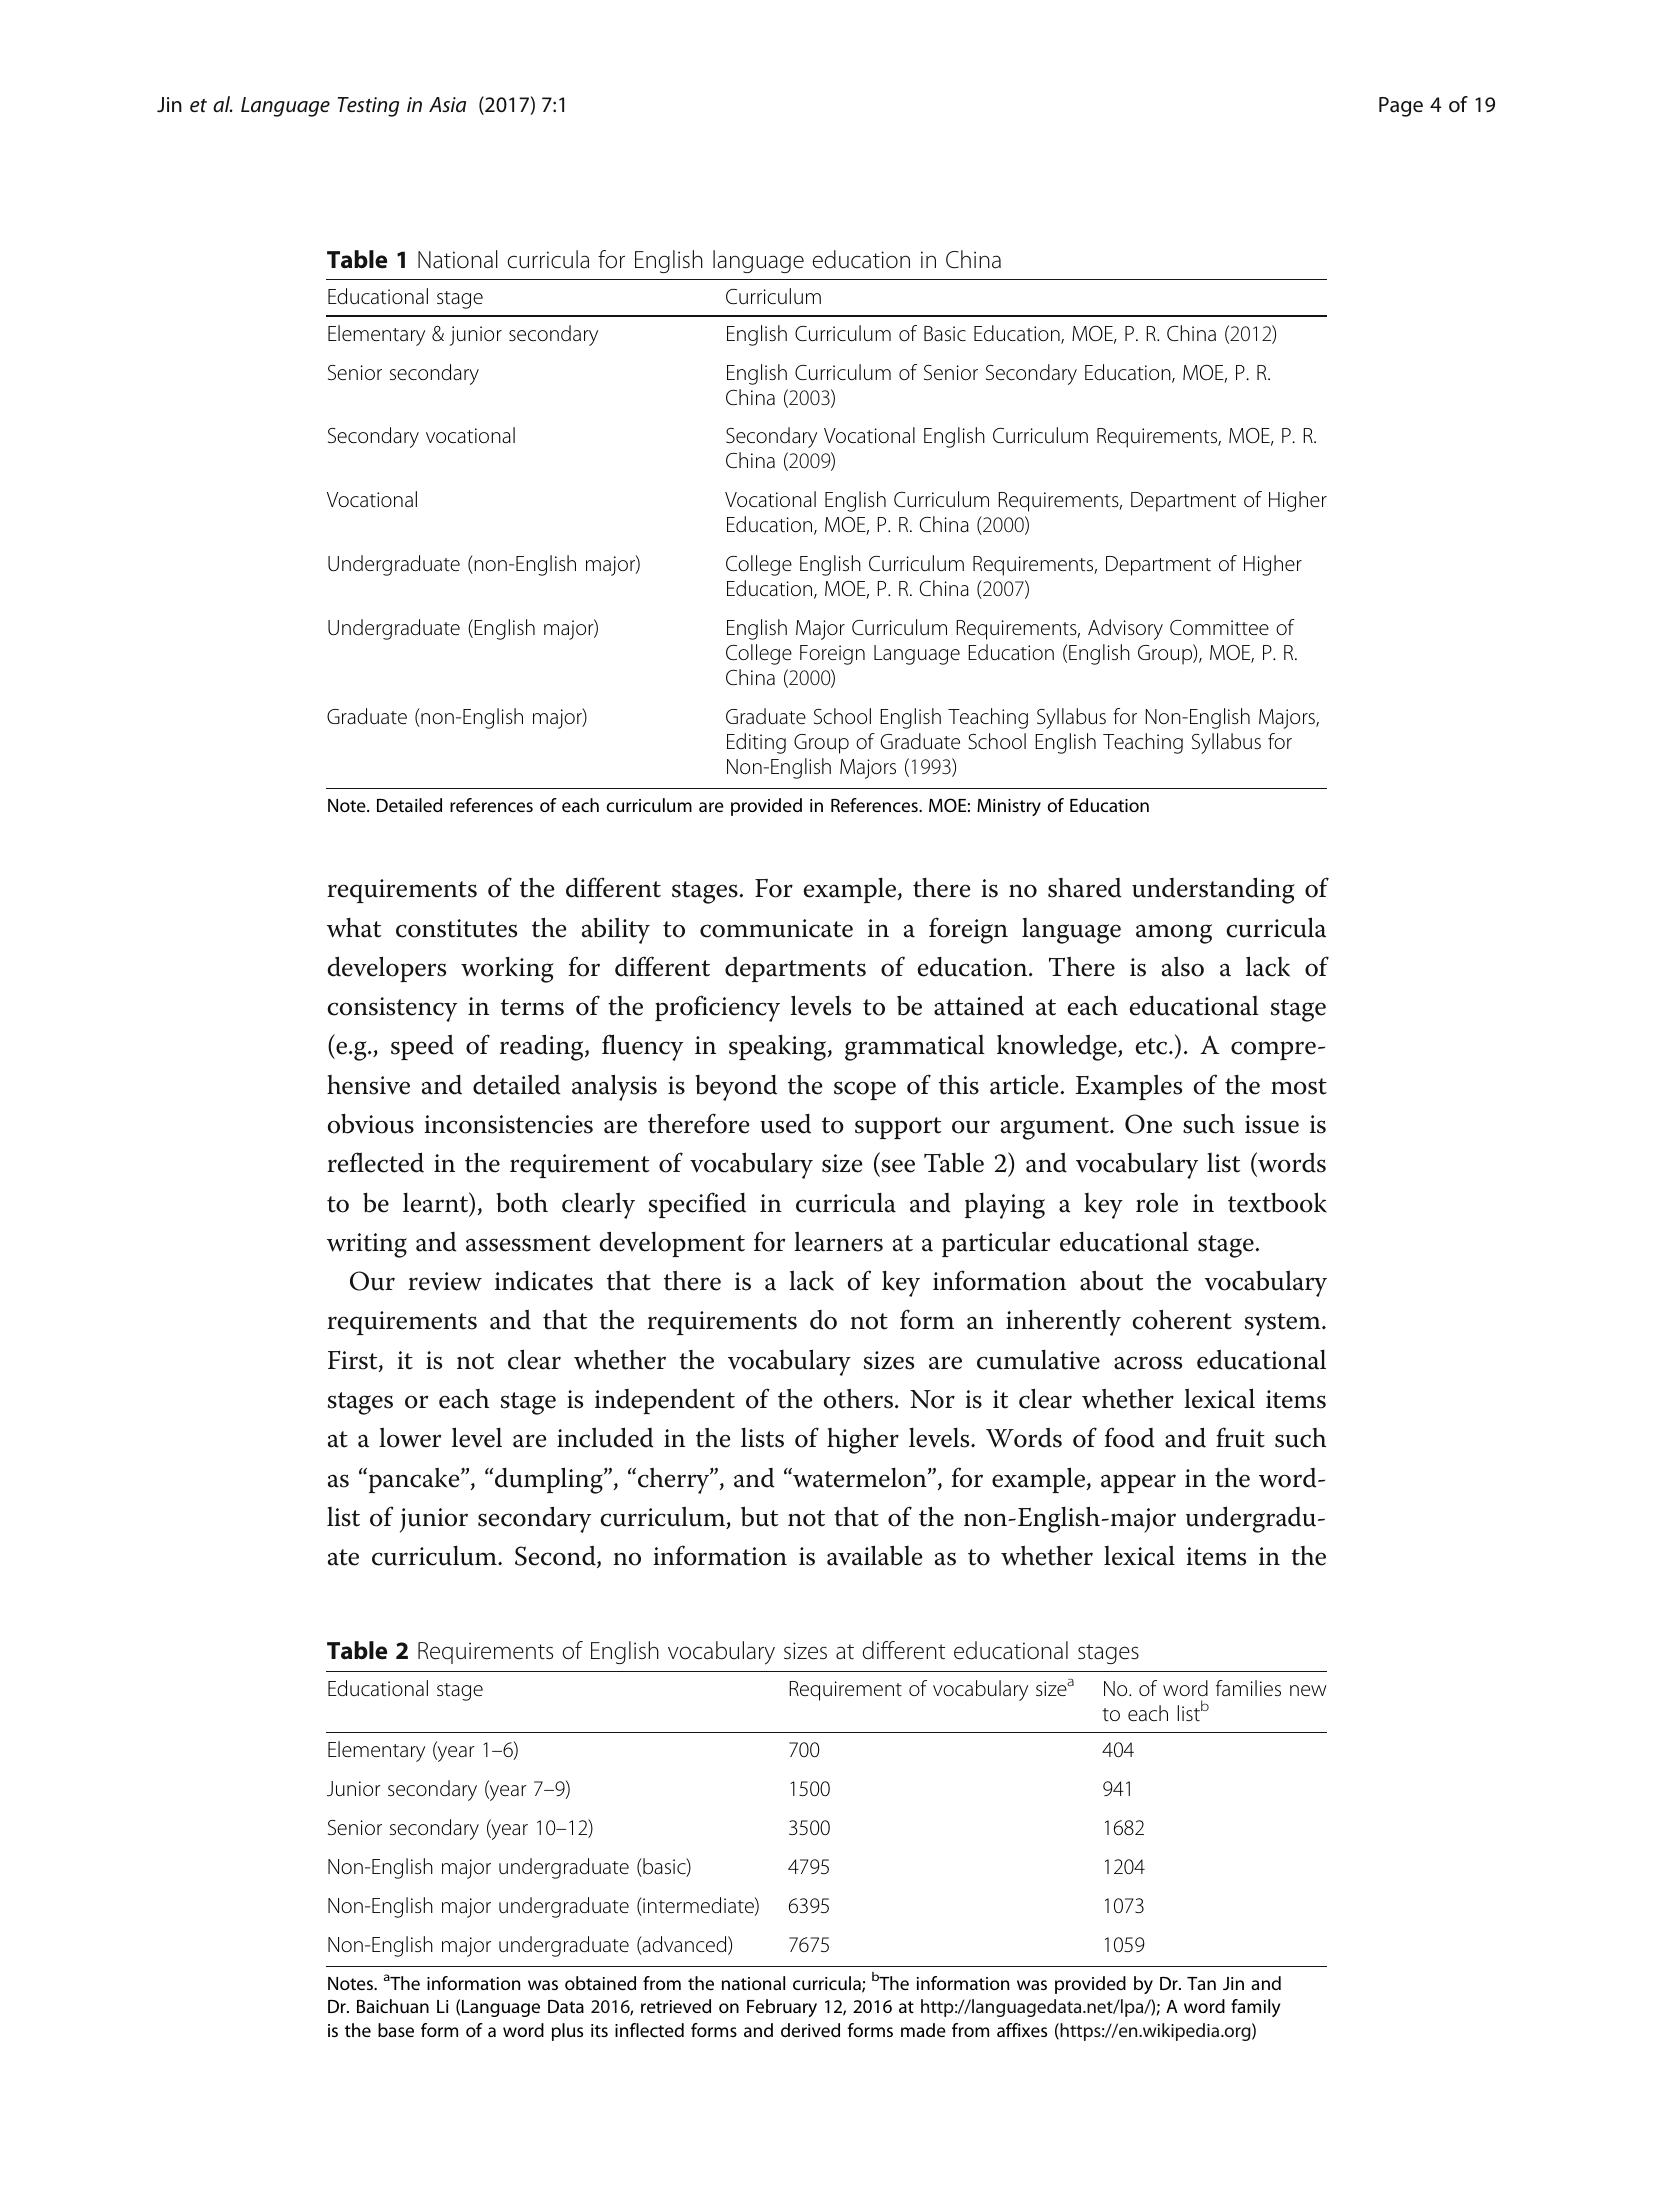 Jin et al. Language Testing in Asia (2017) 7:1
Page 4 of 19
Table 1 National curricula for English language education in China
Educational stage Curriculum
Elementary & junior secondary English Curriculum of Basic Education, MOE, P. R. China (2012)
Senior secondary English Curriculum of Senior Secondary Education, MOE, P. R.
China (2003)
Secondary vocational Secondary Vocational English Curriculum Requirements, MOE, P. R.
China (2009)
Vocational Vocational English Curriculum Requirements, Department of Higher
Education, MOE, P. R. China (2000)
Undergraduate (non-English major) College English Curriculum Requirements, Department of Higher
Education, MOE, P. R. China (2007)
Undergraduate (English major) English Major Curriculum Requirements, Advisory Committee of
College Foreign Language Education (English Group), MOE, P. R.
China (2000)
Graduate (non-English major) Graduate School English Teaching Syllabus for Non-English Majors,
Editing Group of Graduate School English Teaching Syllabus for
Non-English Majors (1993)
Note. Detailed references of each curriculum are provided in References. MOE: Ministry of Education
requirements of the different stages. For example, there is no shared understanding of
what constitutes the ability to communicate in a foreign language among curricula
developers working for different departments of education. There is also a lack of
consistency in terms of the proficiency levels to be attained at each educational stage
(e.g., speed of reading, fluency in speaking, grammatical knowledge, etc.). A compre-
hensive and detailed analysis is beyond the scope of this article. Examples of the most
obvious inconsistencies are therefore used to support our argument. One such issue is
reflected in the requirement of vocabulary size (see Table 2) and vocabulary list (words
to be learnt), both clearly specified in curricula and playing a key role in textbook
writing and assessment development for learners at a particular educational stage.
Our review indicates that there is a lack of key information about the vocabulary
requirements and that the requirements do not form an inherently coherent system.
First, it is not clear whether the vocabulary sizes are cumulative across educational
stages or each stage is independent of the others. Nor is it clear whether lexical items
at a lower level are included in the lists of higher levels. Words of food and fruit such
as “pancake”, “dumpling”, “cherry”, and “watermelon”, for example, appear in the word-
list of junior secondary curriculum, but not that of the non-English-major undergradu-
ate curriculum. Second, no information is available as to whether lexical items in the
Table 2 Requirements of English vocabulary sizes at different educational stages
Educational stage Requirement of vocabulary sizeᵃ No. of word families new
to each listᵇ
Elementary (year 1–6) 700 404
Junior secondary (year 7–9) 1500 941
Senior secondary (year 10–12) 3500 1682
Non-English major undergraduate (basic) 4795 1204
Non-English major undergraduate (intermediate) 6395 1073
Non-English major undergraduate (advanced) 7675 1059
Notes. ᵃThe information was obtained from the national curricula; ᵇThe information was provided by Dr. Tan Jin and
Dr. Baichuan Li (Language Data 2016, retrieved on February 12, 2016 at http://languagedata.net/lpa/); A word family
is the base form of a word plus its inflected forms and derived forms made from affixes (https://en.wikipedia.org)